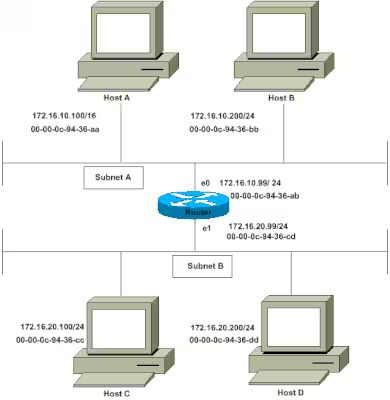 Host A
Host B
172.16.10.100/16
00-00-0c-94-36-aa
172.16.10.200/24
00-00-0c-94-36-bb
Subnet A
e0
172.16.10.99/ 24
00-00-0c-94-36-ab
Router
e1
172.16.20.99/24
00-00-0c-94-36-cd
Subnet B
172.16.20.100/24
00-00-0c-94-36-cc
172.16.20.200/24
00-00-0c-94-36-dd
Host C
Host D